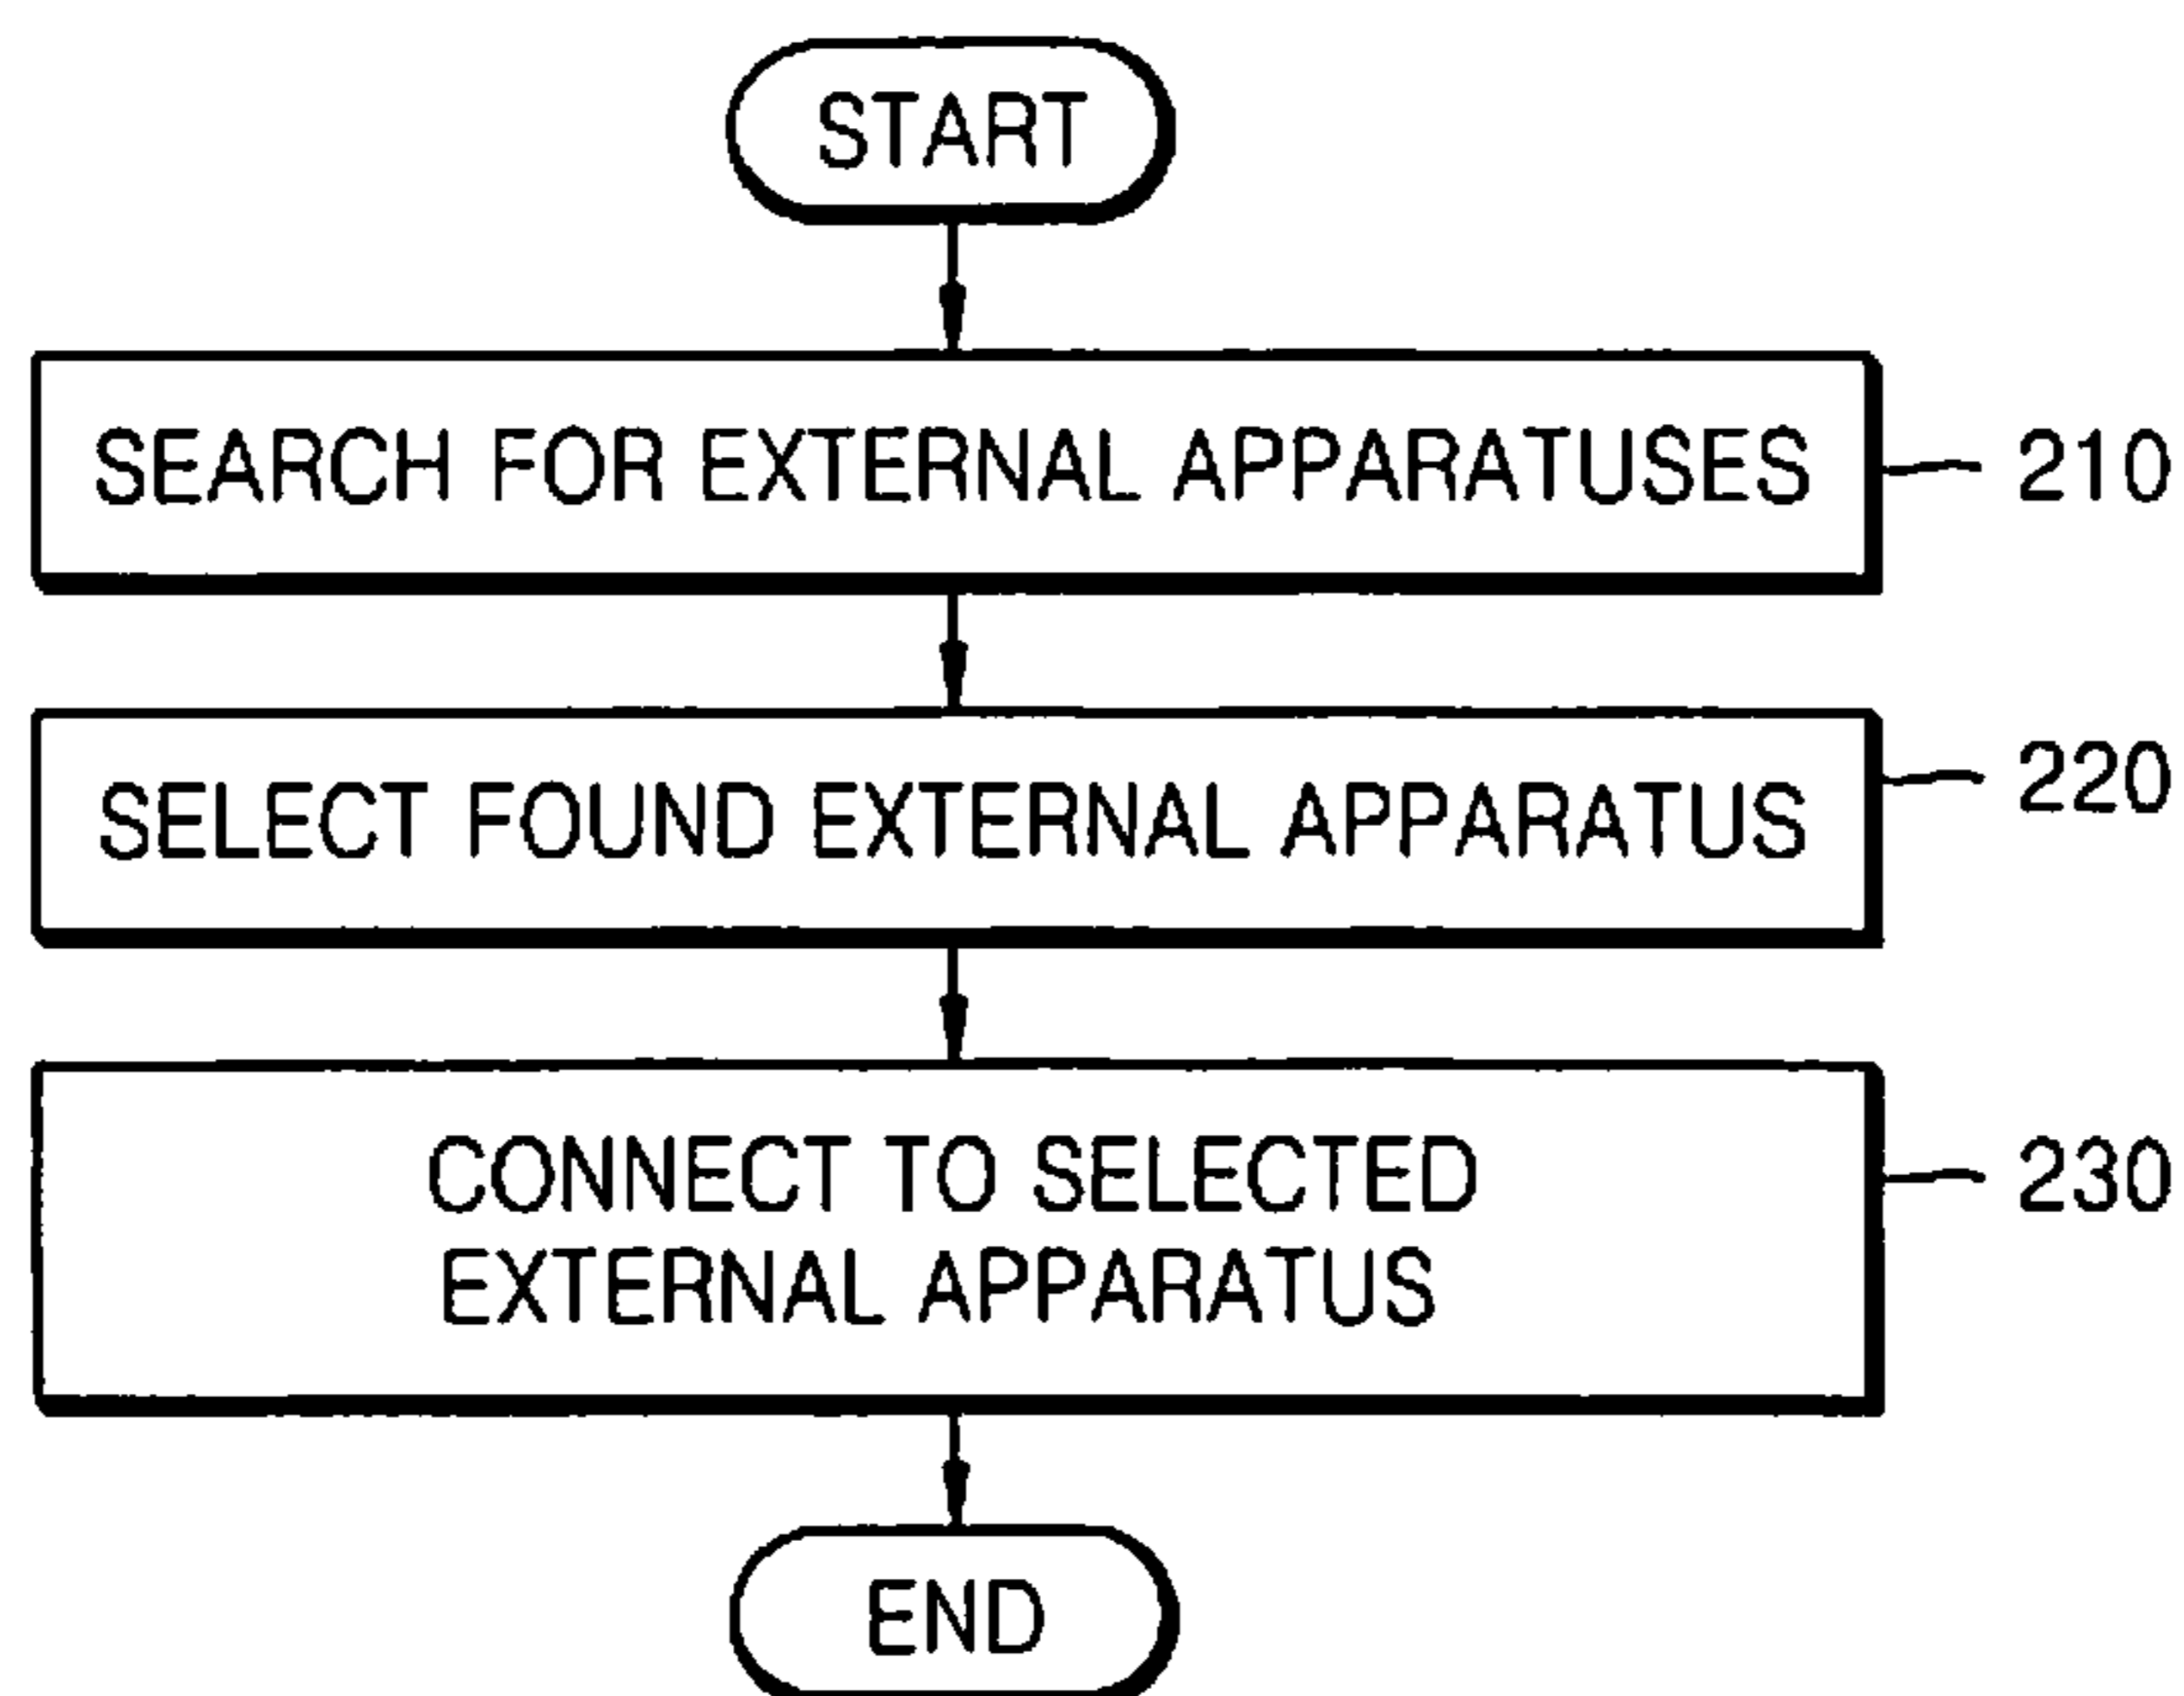 START
SEARCH FOR EXTERNAL APPARATUSES
210
SELECT FOUND EXTERNAL APPARATUS
220
CONNECT TO SELECTED
EXTERNAL APPARATUS
230
END